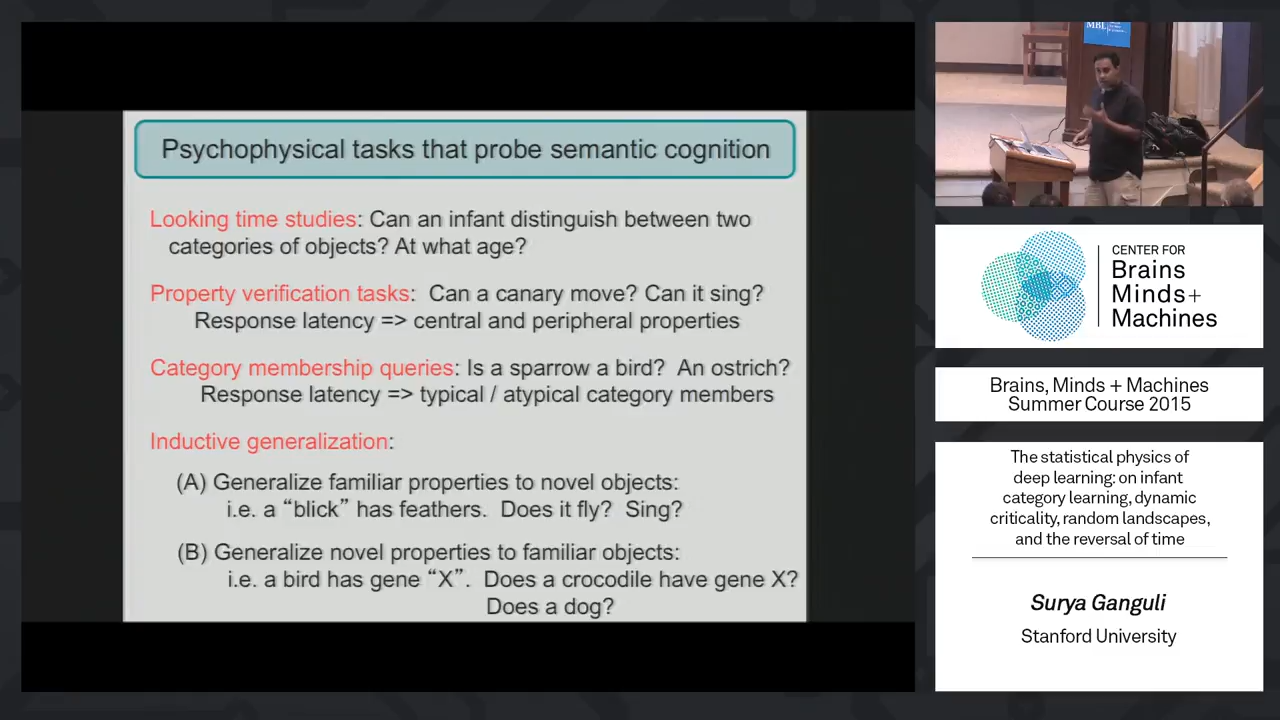 Psychophysical tasks that probe semantic cognition
Looking time studies: Can an infant distinguish between two
categories of objects? At what age?
Property verification tasks: Can a canary move? Can it sing?
Response latency => central and peripheral properties
Category membership queries: Is a sparrow a bird? An ostrich?
Response latency => typical / atypical category members
Inductive generalization:
(A) Generalize familiar properties to novel objects:
i.e. a “blick” has feathers. Does it fly? Sing?
(B) Generalize novel properties to familiar objects:
i.e. a bird has gene “X”. Does a crocodile have gene X?
Does a dog?
MBL
CENTER FOR
Brains
Minds+
Machines
Brains, Minds + Machines
Summer Course 2015
The statistical physics of
deep learning: on infant
category learning, dynamic
criticality, random landscapes,
and the reversal of time
Surya Ganguli
Stanford University